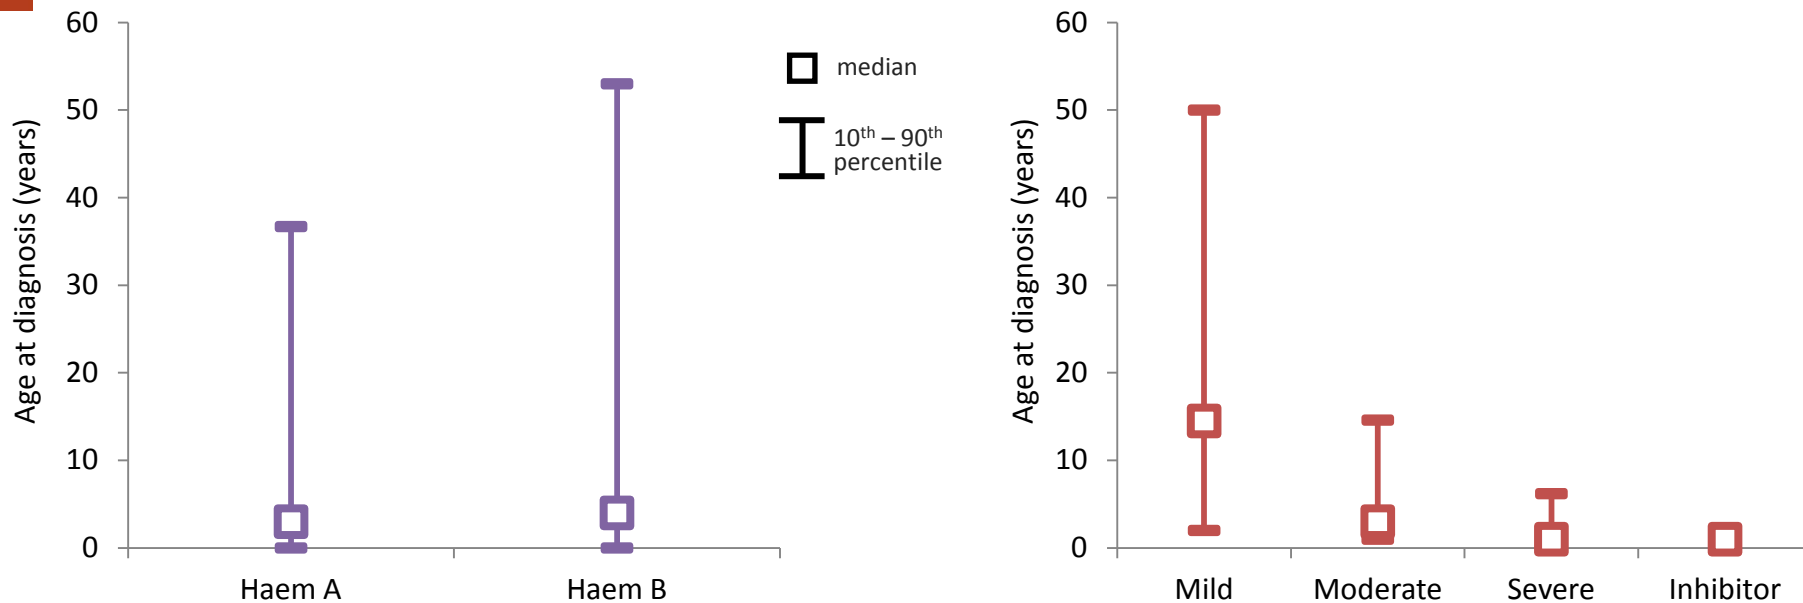 Age at diagnosis (years)
60
50
40
30
20
10
0
Haem A
Haem B
median
10th – 90th
percentile
Age at diagnosis (years)
60
50
40
30
20
10
0
Mild
Moderate
Severe
Inhibitor